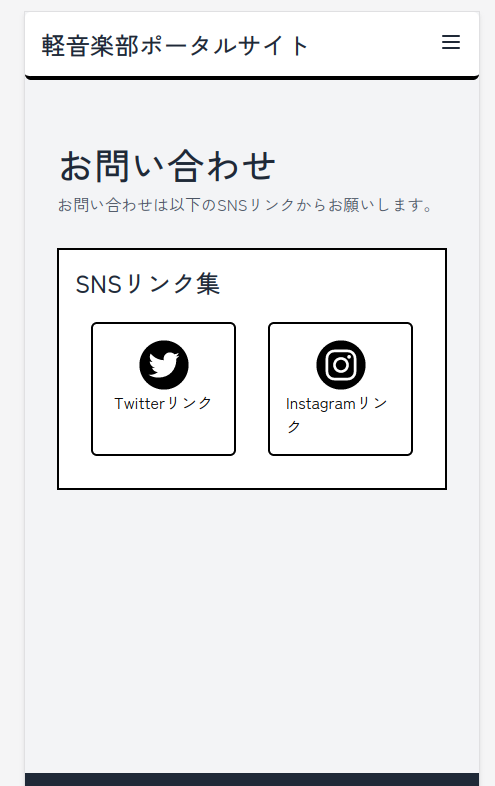 軽音楽部ポータルサイト
お問い合わせ
お問い合わせは以下のSNSリンクからお願いします。
SNSリンク集
Twitterリンク
Instagramリン
ク